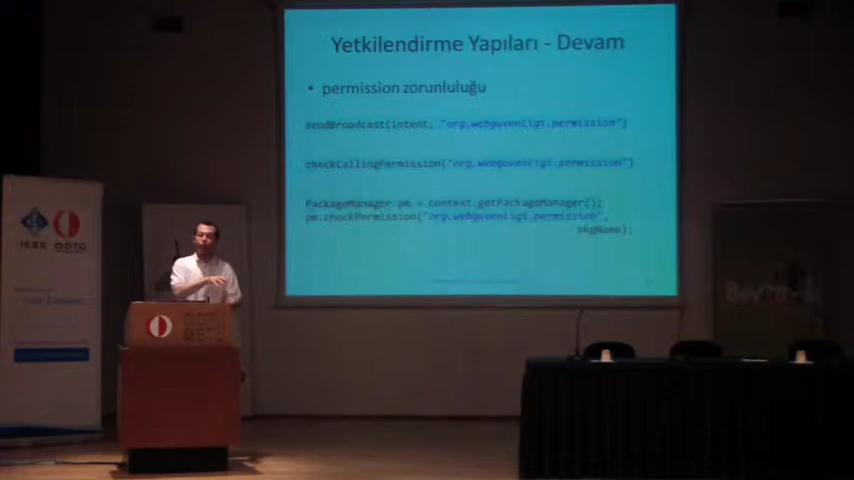 Yetkilendirme Yapıları - Devam
• permission zorunluluğu
sendBroadcast(intent, "org.webguvenligi.permission")
checkCallingPermission("org.webguvenligi.permission")
PackageManager pm = context.getPackageManager();
pm.checkPermission("org.webguvenligi.permission",
pkgName);
IEEE
ODTÜ